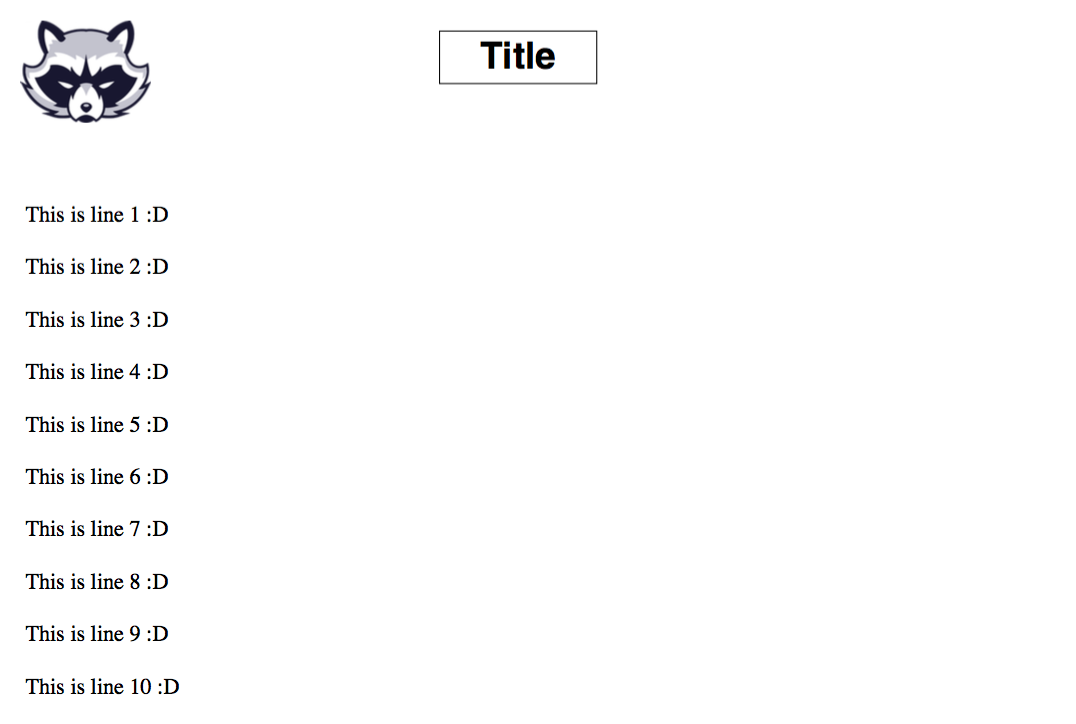 Title
This is line 1 :D
This is line 2 :D
This is line 3 :D
This is line 4 :D
This is line 5 :D
This is line 6 :D
This is line 7 :D
This is line 8 :D
This is line 9 :D
This is line 10 :D